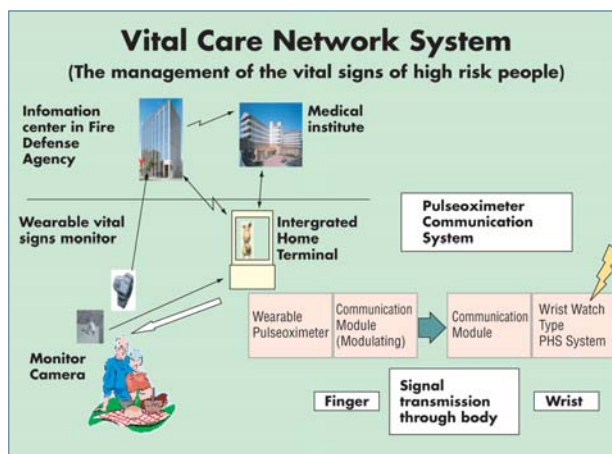 Vital Care Network System
(The management of the vital signs of high risk people)
Infomation
center in Fire
Defense
Agency
Medical
institute
Wearable vital
signs monitor
Intergrated
Home
Terminal
Pulseoximeter
Communication
System
Monitor
Camera
Wearable
Pulseoximeter
Communication
Module
(Modulating)
Communication
Module
Wrist Watch
Type
PHS System
Finger
Signal
transmission
through body
Wrist